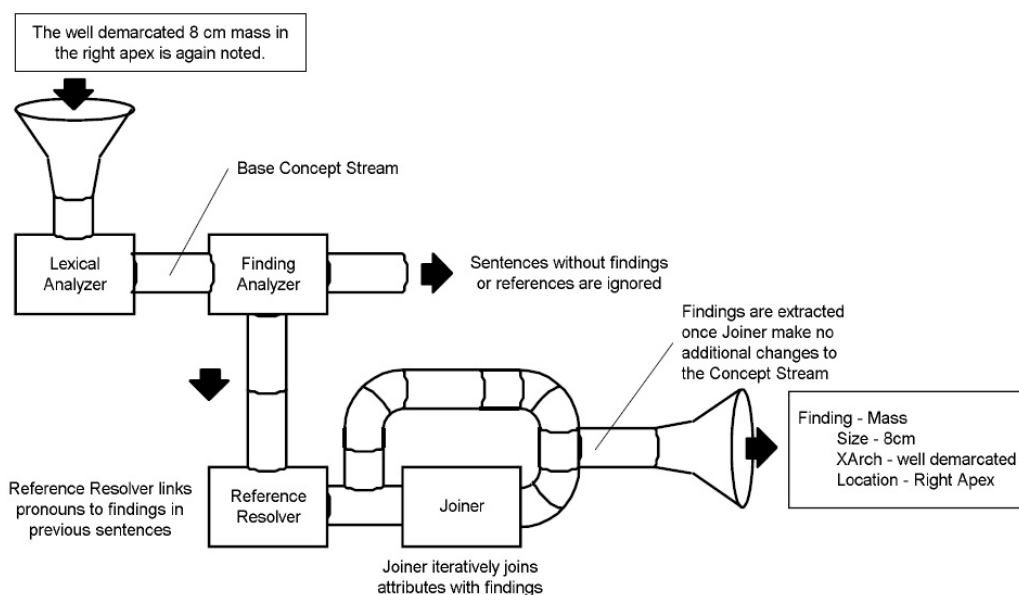 The well demarcated 8 cm mass in
the right apex is again noted.
Base Concept Stream
Lexical
Analyzer
Finding
Analyzer
Sentences without findings
or references are ignored
Findings are extracted
once Joiner make no
additional changes to
the Concept Stream
Finding - Mass
Size - 8cm
XArch - well demarcated
Location - Right Apex
Reference Resolver links
pronouns to findings in
previous sentences
Reference
Resolver
Joiner
Joiner iteratively joins
attributes with findings